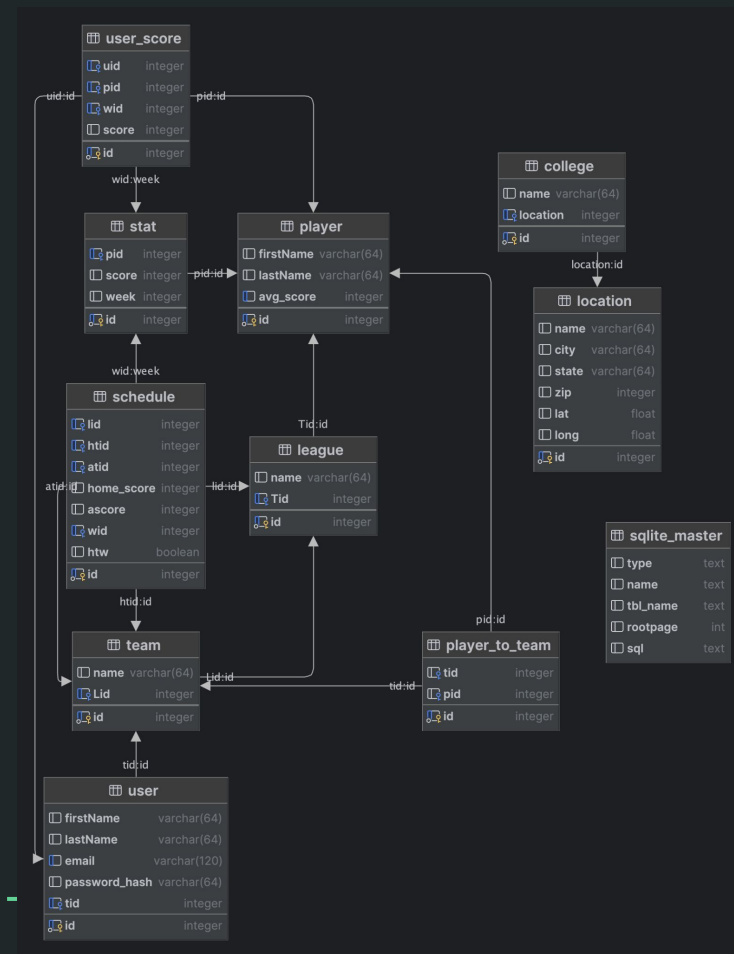 user_score
uid integer
pid integer
wid integer
score integer
id integer
uid:id
pid:id
wid:week
stat
pid integer
score integer
week integer
id integer
pid:id
player
firstName varchar(64)
lastName varchar(64)
avg_score integer
id integer
college
name varchar(64)
location integer
id integer
location:id
location
name varchar(64)
city varchar(64)
state varchar(64)
zip integer
lat float
long float
id integer
wid:week
schedule
lid integer
htid integer
atid integer
home_score integer
ascore integer
wid integer
htw boolean
id integer
atid:id
lid:id
Tid:id
league
name varchar(64)
Tid integer
id integer
sqlite_master
type text
name text
tbl_name text
rootpage int
sql text
htid:id
team
name varchar(64)
Lid integer
id integer
Lid:id
tid:id
pid:id
player_to_team
tid integer
pid integer
id integer
tid:id
user
firstName varchar(64)
lastName varchar(64)
email varchar(120)
password_hash varchar(64)
tid integer
id integer